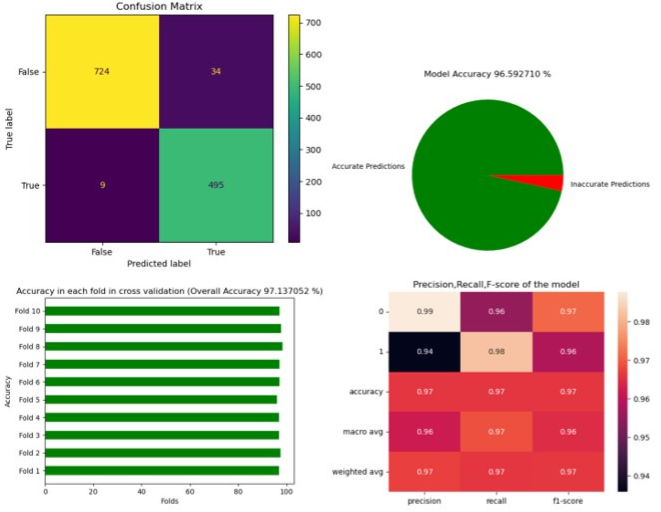 Confusion Matrix
700
600
500
400
300
200
100
False
724
34
True
9
495
True label
False
True
Predicted label
Model Accuracy 96.592710 %
Accurate Predictions
Inaccurate Predictions
Accuracy in each fold in cross validation (Overall Accuracy 97.137052 %)
Fold 10
Fold 9
Fold 8
Fold 7
Fold 6
Fold 5
Fold 4
Fold 3
Fold 2
Fold 1
Accuracy
0 20 40 60 80 100
Folds
Precision,Recall,F-score of the model
0 0.99 0.96 0.97
1 0.94 0.98 0.96
accuracy 0.97 0.97 0.97
macro avg 0.96 0.97 0.96
weighted avg 0.97 0.97 0.97
precision recall f1-score
0.98
0.97
0.96
0.95
0.94